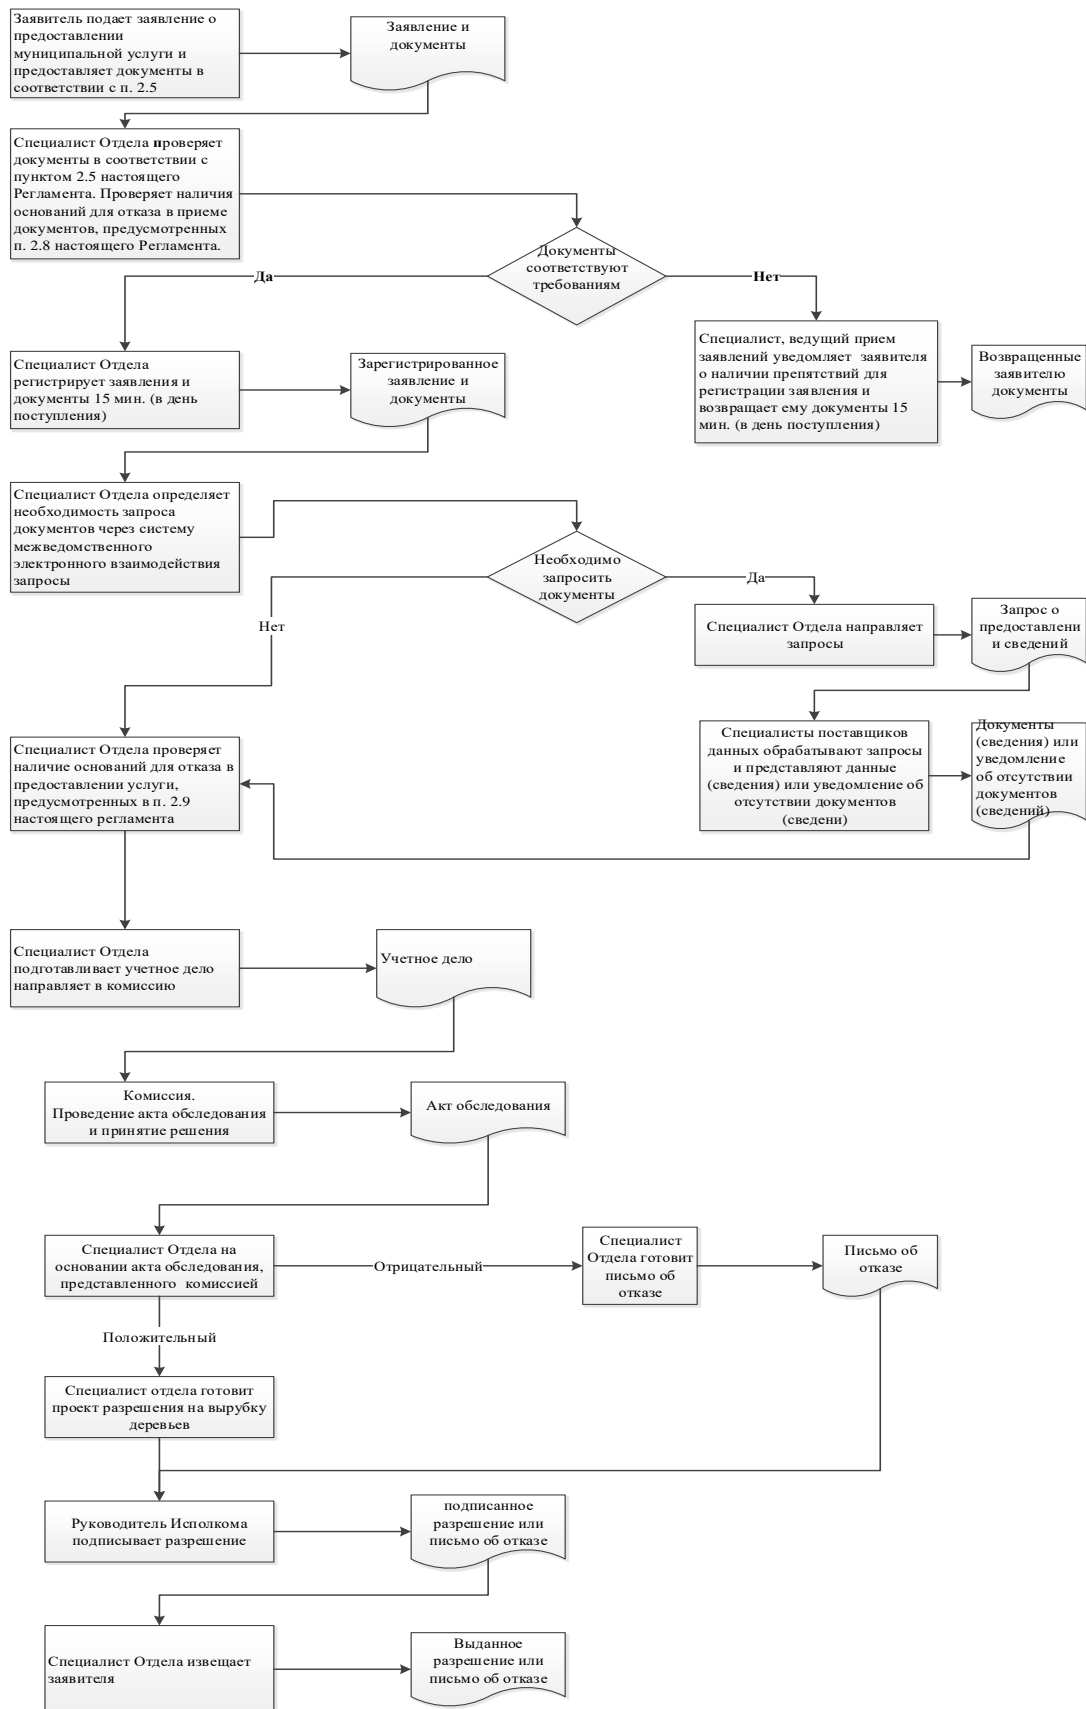 Заявитель подает заявление о
предоставлении
муниципальной услуги и
предоставляет документы в
соответствии с п. 2.5
Заявление и
документы
Специалист Отдела проверяет
документы в соответствии с
пунктом 2.5 настоящего
Регламента. Проверяет наличия
оснований для отказа в приеме
документов, предусмотренных
п. 2.8 настоящего Регламента.
Документы
соответствуют
требованиям
Да
Нет
Специалист Отдела
регистрирует заявления и
документы 15 мин. (в день
поступления)
Зарегистрированное
заявление и
документы
Специалист, ведущий прием
заявлений уведомляет заявителя
о наличии препятствий для
регистрации заявления и
возвращает ему документы 15
мин. (в день поступления)
Возвращенные
заявителю
документы
Специалист Отдела определяет
необходимость запроса
документов через систему
межведомственного
электронного взаимодействия
запросы
Необходимо
запросить
документы
Да
Нет
Специалист Отдела направляет
запросы
Запрос о
предоставлени
и сведений
Специалист Отдела проверяет
наличие оснований для отказа в
предоставлении услуги,
предусмотренных в п. 2.9
настоящего регламента
Специалисты поставщиков
данных обрабатывают запросы
и представляют данные
(сведения) или уведомление об
отсутствии документов
(сведени)
Документы
(сведения) или
уведомление
об отсутствии
документов
(сведений)
Специалист Отдела
подготавливает учетное дело
направляет в комиссию
Учетное дело
Комиссия.
Проведение акта обследования
и принятие решения
Акт обследования
Специалист Отдела на
основании акта обследования,
представленного комиссией
Отрицательный
Специалист
Отдела готовит
письмо об
отказе
Письмо об
отказе
Положительный
Специалист отдела готовит
проект разрешения на вырубку
деревьев
Руководитель Исполкома
подписывает разрешение
подписанное
разрешение или
письмо об отказе
Специалист Отдела извещает
заявителя
Выданное
разрешение или
письмо об отказе